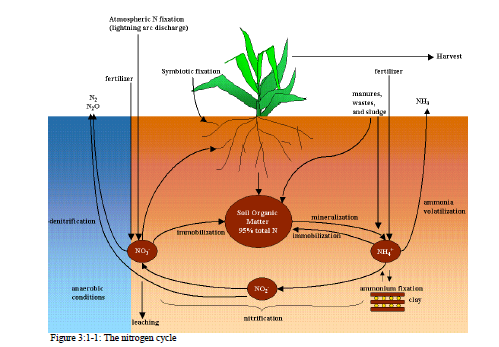 Atmospheric N fixation
(lightning arc discharge)
Harvest
fertilizer
Symbiotic fixation
fertilizer
manures,
wastes,
and sludge
N2
N2O
NH3
Soil Organic
Matter
95% total N
mineralization
immobilization
immobilization
ammonia
volatilization
denitrification
NO3-
NH4+
NO2-
anaerobic
conditions
ammonium fixation
clay
leaching
nitrification
Figure 3:1-1: The nitrogen cycle